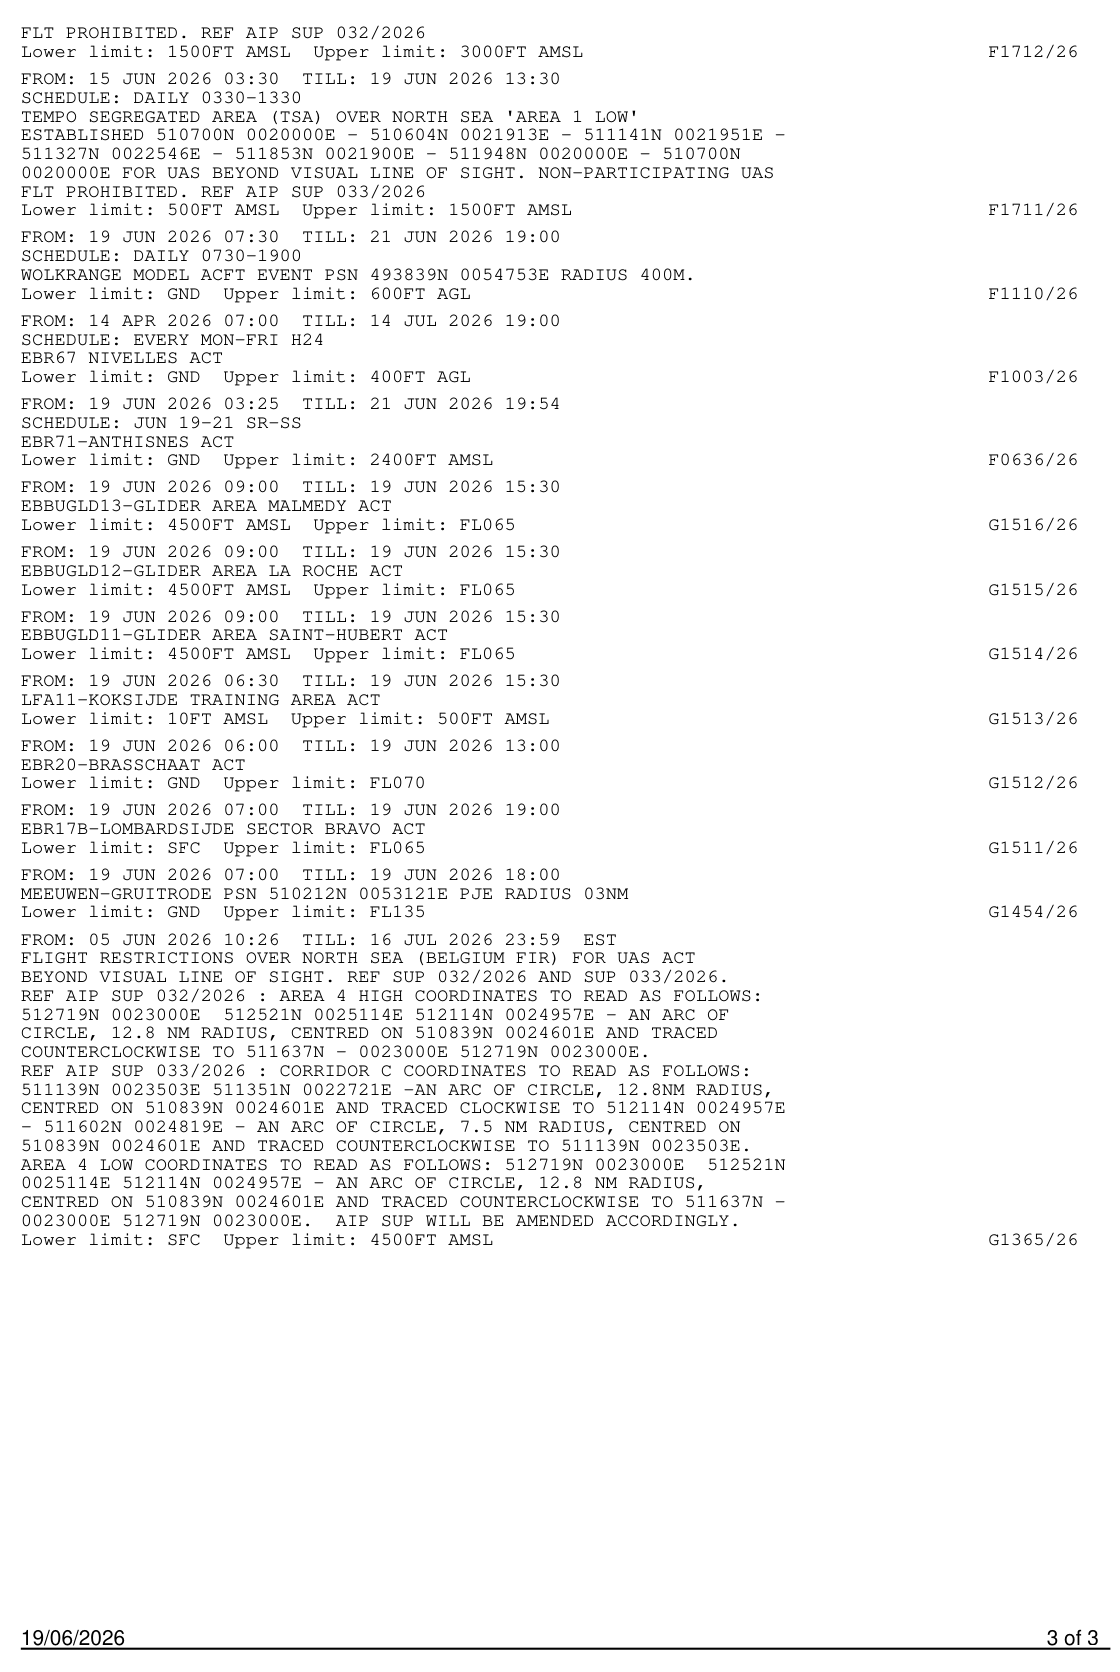 FLT PROHIBITED. REF AIP SUP 032/2026
Lower limit: 1500FT AMSL  Upper limit: 3000FT AMSL F1712/26
FROM: 15 JUN 2026 03:30  TILL: 19 JUN 2026 13:30
SCHEDULE: DAILY 0330-1330
TEMPO SEGREGATED AREA (TSA) OVER NORTH SEA 'AREA 1 LOW'
ESTABLISHED 510700N 0020000E - 510604N 0021913E - 511141N 0021951E -
511327N 0022546E - 511853N 0021900E - 511948N 0020000E - 510700N
0020000E FOR UAS BEYOND VISUAL LINE OF SIGHT. NON-PARTICIPATING UAS
FLT PROHIBITED. REF AIP SUP 033/2026
Lower limit: 500FT AMSL  Upper limit: 1500FT AMSL F1711/26
FROM: 19 JUN 2026 07:30  TILL: 21 JUN 2026 19:00
SCHEDULE: DAILY 0730-1900
WOLKRANGE MODEL ACFT EVENT PSN 493839N 0054753E RADIUS 400M.
Lower limit: GND  Upper limit: 600FT AGL F1110/26
FROM: 14 APR 2026 07:00  TILL: 14 JUL 2026 19:00
SCHEDULE: EVERY MON-FRI H24
EBR67 NIVELLES ACT
Lower limit: GND  Upper limit: 400FT AGL F1003/26
FROM: 19 JUN 2026 03:25  TILL: 21 JUN 2026 19:54
SCHEDULE: JUN 19-21 SR-SS
EBR71-ANTHISNES ACT
Lower limit: GND  Upper limit: 2400FT AMSL F0636/26
FROM: 19 JUN 2026 09:00  TILL: 19 JUN 2026 15:30
EBBUGLD13-GLIDER AREA MALMEDY ACT
Lower limit: 4500FT AMSL  Upper limit: FL065 G1516/26
FROM: 19 JUN 2026 09:00  TILL: 19 JUN 2026 15:30
EBBUGLD12-GLIDER AREA LA ROCHE ACT
Lower limit: 4500FT AMSL  Upper limit: FL065 G1515/26
FROM: 19 JUN 2026 09:00  TILL: 19 JUN 2026 15:30
EBBUGLD11-GLIDER AREA SAINT-HUBERT ACT
Lower limit: 4500FT AMSL  Upper limit: FL065 G1514/26
FROM: 19 JUN 2026 06:30  TILL: 19 JUN 2026 15:30
LFA11-KOKSIJDE TRAINING AREA ACT
Lower limit: 10FT AMSL  Upper limit: 500FT AMSL G1513/26
FROM: 19 JUN 2026 06:00  TILL: 19 JUN 2026 13:00
EBR20-BRASSCHAAT ACT
Lower limit: GND  Upper limit: FL070 G1512/26
FROM: 19 JUN 2026 07:00  TILL: 19 JUN 2026 19:00
EBR17B-LOMBARDSIJDE SECTOR BRAVO ACT
Lower limit: SFC  Upper limit: FL065 G1511/26
FROM: 19 JUN 2026 07:00  TILL: 19 JUN 2026 18:00
MEEUWEN-GRUITRODE PSN 510212N 0053121E PJE RADIUS 03NM
Lower limit: GND  Upper limit: FL135 G1454/26
FROM: 05 JUN 2026 10:26  TILL: 16 JUL 2026 23:59  EST
FLIGHT RESTRICTIONS OVER NORTH SEA (BELGIUM FIR) FOR UAS ACT
BEYOND VISUAL LINE OF SIGHT. REF SUP 032/2026 AND SUP 033/2026.
REF AIP SUP 032/2026 : AREA 4 HIGH COORDINATES TO READ AS FOLLOWS:
512719N 0023000E  512521N 0025114E 512114N 0024957E - AN ARC OF
CIRCLE, 12.8 NM RADIUS, CENTRED ON 510839N 0024601E AND TRACED
COUNTERCLOCKWISE TO 511637N - 0023000E 512719N 0023000E.
REF AIP SUP 033/2026 : CORRIDOR C COORDINATES TO READ AS FOLLOWS:
511139N 0023503E 511351N 0022721E -AN ARC OF CIRCLE, 12.8NM RADIUS,
CENTRED ON 510839N 0024601E AND TRACED CLOCKWISE TO 512114N 0024957E
- 511602N 0024819E - AN ARC OF CIRCLE, 7.5 NM RADIUS, CENTRED ON
510839N 0024601E AND TRACED COUNTERCLOCKWISE TO 511139N 0023503E.
AREA 4 LOW COORDINATES TO READ AS FOLLOWS: 512719N 0023000E  512521N
0025114E 512114N 0024957E - AN ARC OF CIRCLE, 12.8 NM RADIUS,
CENTRED ON 510839N 0024601E AND TRACED COUNTERCLOCKWISE TO 511637N -
0023000E 512719N 0023000E.  AIP SUP WILL BE AMENDED ACCORDINGLY.
Lower limit: SFC  Upper limit: 4500FT AMSL G1365/26
19/06/2026 3 of 3